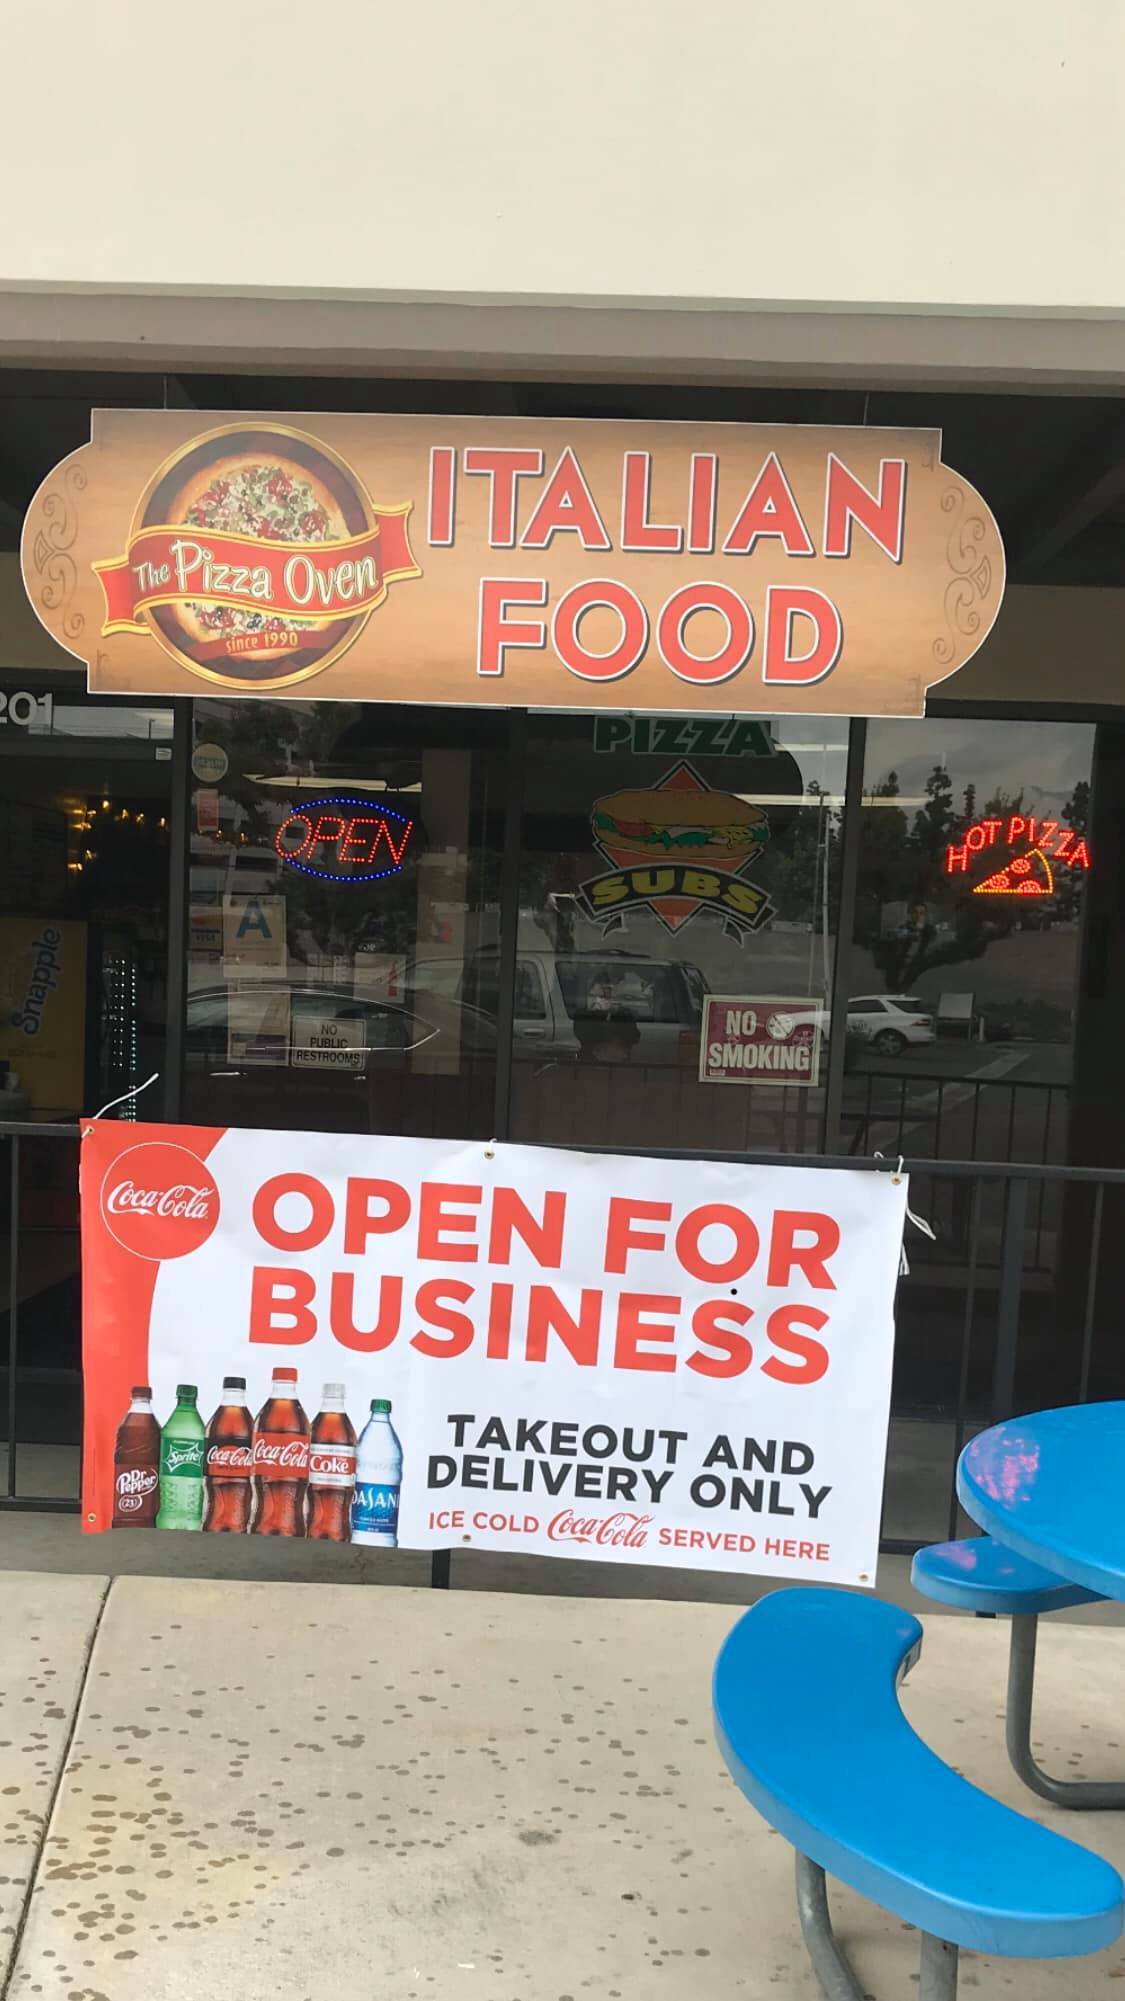 ITALIAN
FOOD
The Pizza Oven
since 1990
201
PIZZA
OPEN
SUBS
HOT PIZZA
A
VISA
Snapple
NO
PUBLIC
RESTROOMS
NO
SMOKING
Coca-Cola
OPEN FOR
BUSINESS
TAKEOUT AND
DELIVERY ONLY
ICE COLD Coca-Cola SERVED HERE
Dr
Pepper
(23)
Sprite
Coca-Cola
Coca-Cola
Coke
DASANI